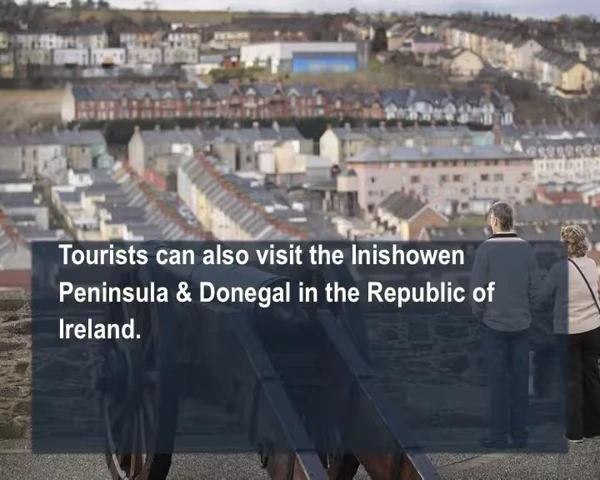 Tourists can also visit the Inishowen
Peninsula & Donegal in the Republic of
Ireland.